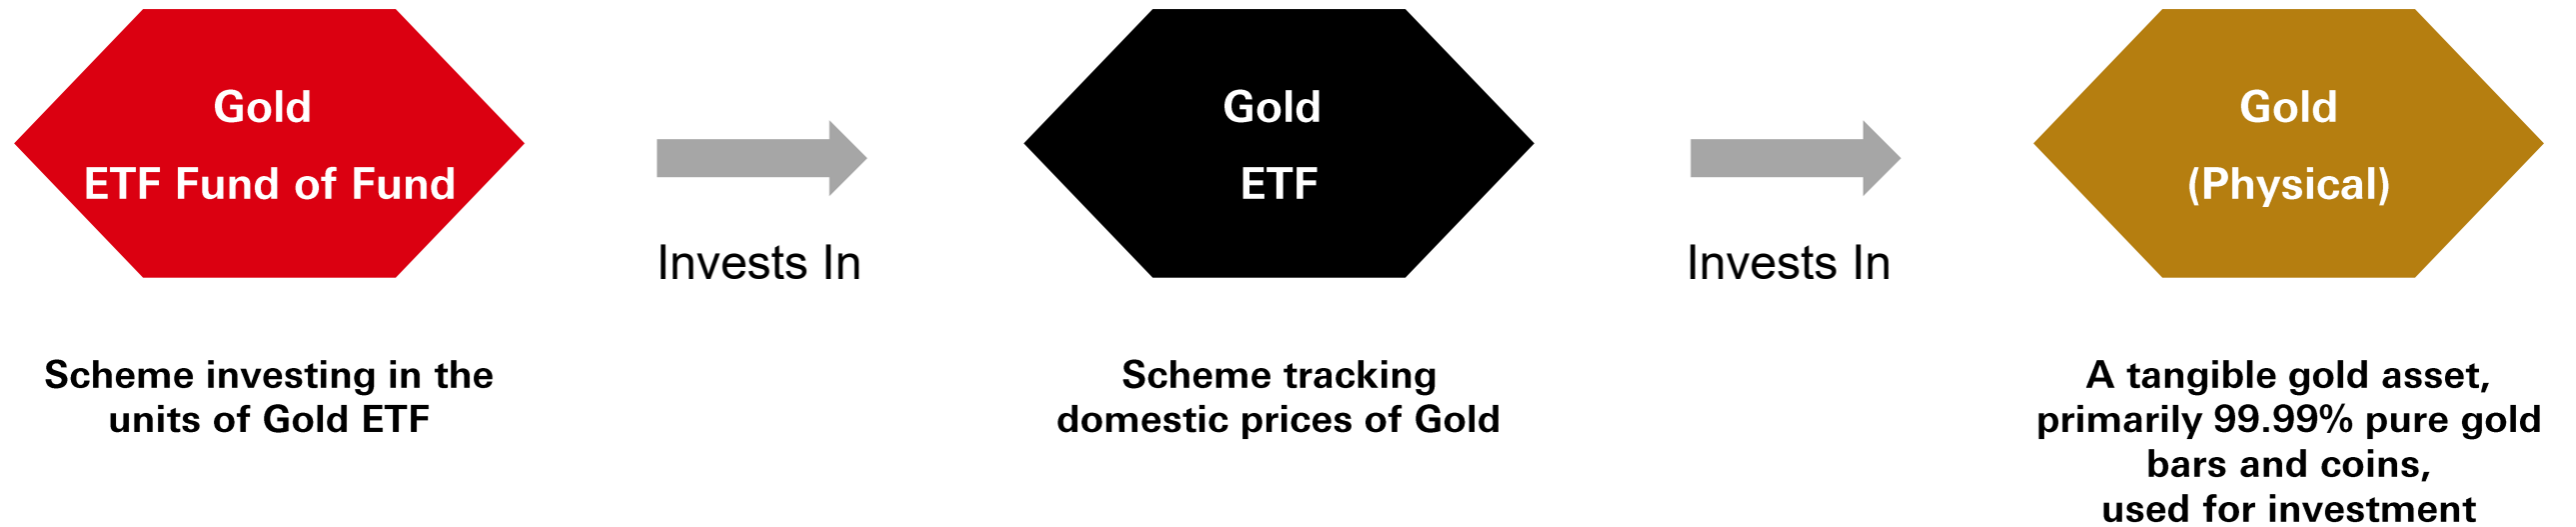 Gold
ETF Fund of Fund
Invests In
Gold
ETF
Invests In
Gold
(Physical)
Scheme investing in the
units of Gold ETF
Scheme tracking
domestic prices of Gold
A tangible gold asset,
primarily 99.99% pure gold
bars and coins,
used for investment